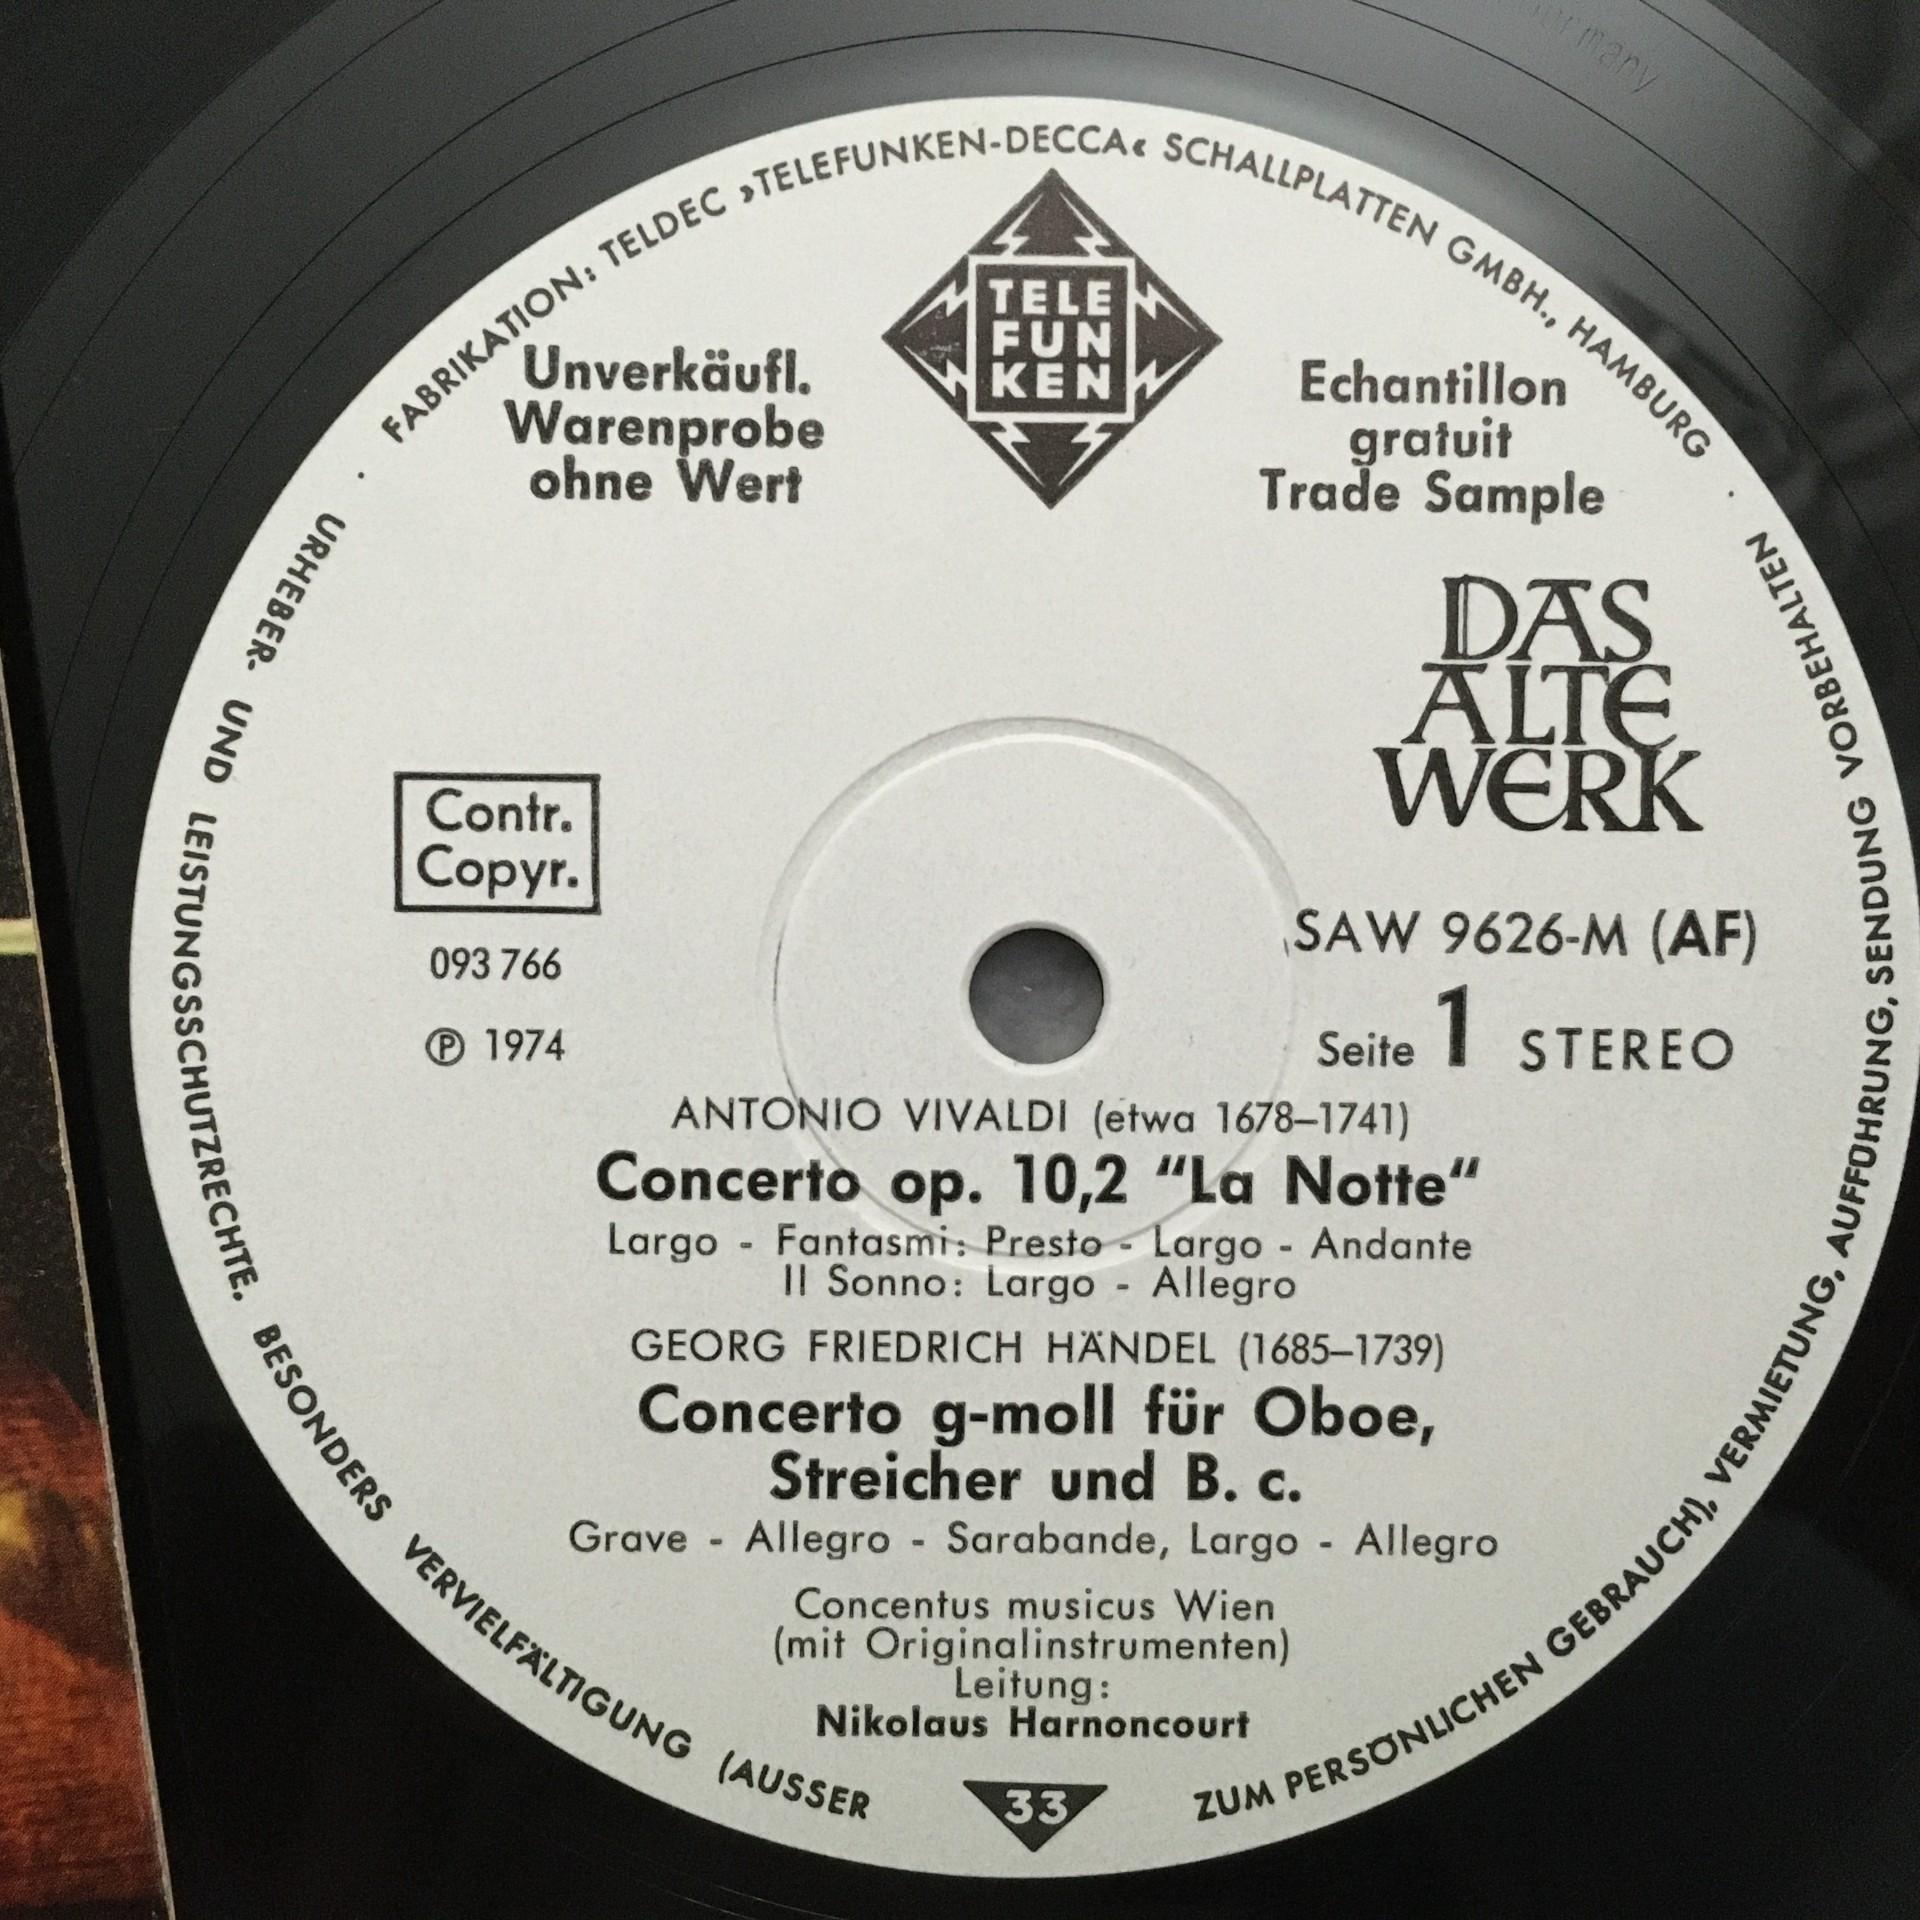 FABRIKATION: TELDEC »TELEFUNKEN-DECCA« SCHALLPLATTEN GMBH., HAMBURG
TELE
FUN
KEN
Unverkäufl.
Warenprobe
ohne Wert
Echantillon
gratuit
Trade Sample
DAS
ALTE
WERK
Contr.
Copyr.
093 766
Ⓟ 1974
SAW 9626-M (AF)
Seite 1 STEREO
ANTONIO VIVALDI (etwa 1678–1741)
Concerto op. 10,2 “La Notte“
Largo - Fantasmi: Presto - Largo - Andante
Il Sonno: Largo - Allegro
GEORG FRIEDRICH HÄNDEL (1685–1739)
Concerto g-moll für Oboe,
Streicher und B. c.
Grave - Allegro - Sarabande, Largo - Allegro
Concentus musicus Wien
(mit Originalinstrumenten)
Leitung:
Nikolaus Harnoncourt
33
URHEBER- UND LEISTUNGSSCHUTZRECHTE. BESONDERS VERVIELFÄLTIGUNG (AUSSER ZUM PERSÖNLICHEN GEBRAUCH), VERMIETUNG, AUFFÜHRUNG, SENDUNG VORBEHALTEN